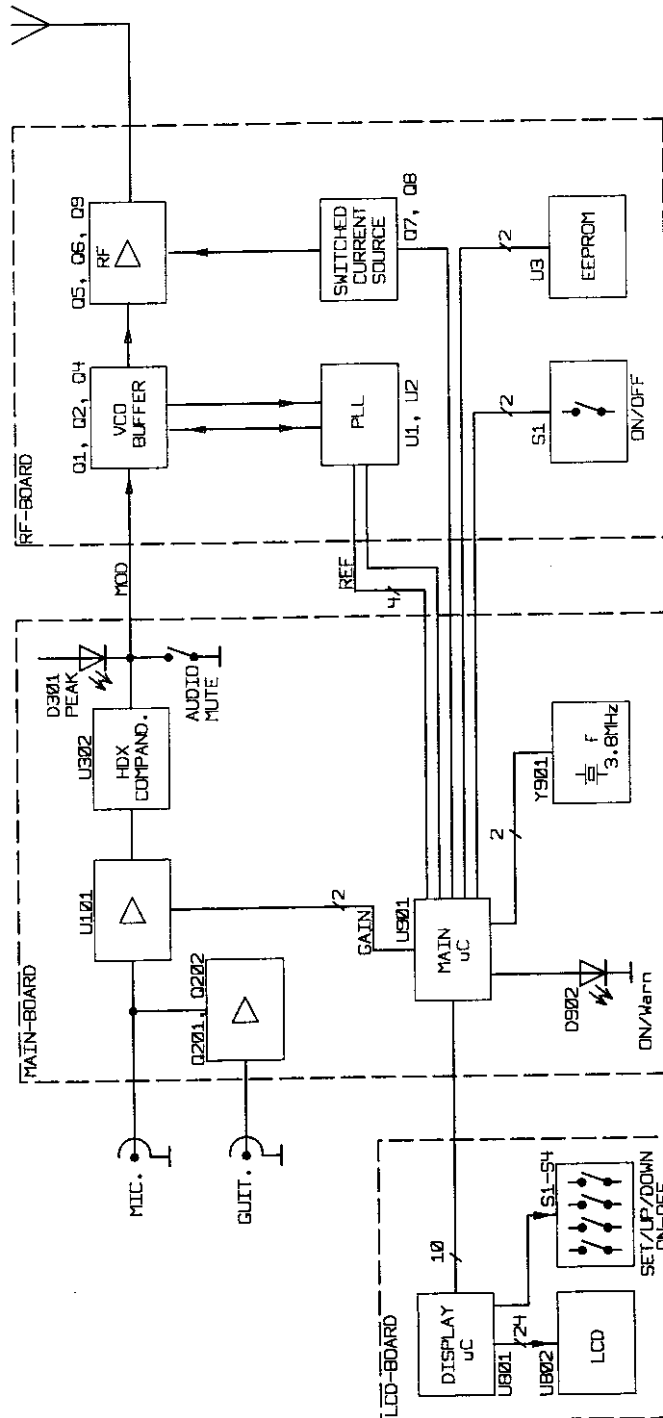 RF-BOARD
Q5, Q6, Q9
RF
Q1, Q2, Q4
VCO
BUFFER
SWITCHED
CURRENT
SOURCE
Q7, Q8
PLL
U1, U2
2
U3
EEPROM
2
S1
ON/OFF
MOD
REF
4
MAIN-BOARD
D301
PEAK
AUDIO
MUTE
U302
HDX
COMPAND.
U101
Q201, Q202
2
GAIN
U901
MAIN
uC
2
Y901
f
3.8MHz
D902
ON/Warn
MIC.
GUIT.
LCD-BOARD
10
DISPLAY
uC
U801
24
U802
LCD
S1-S4
SET/UP/DOWN